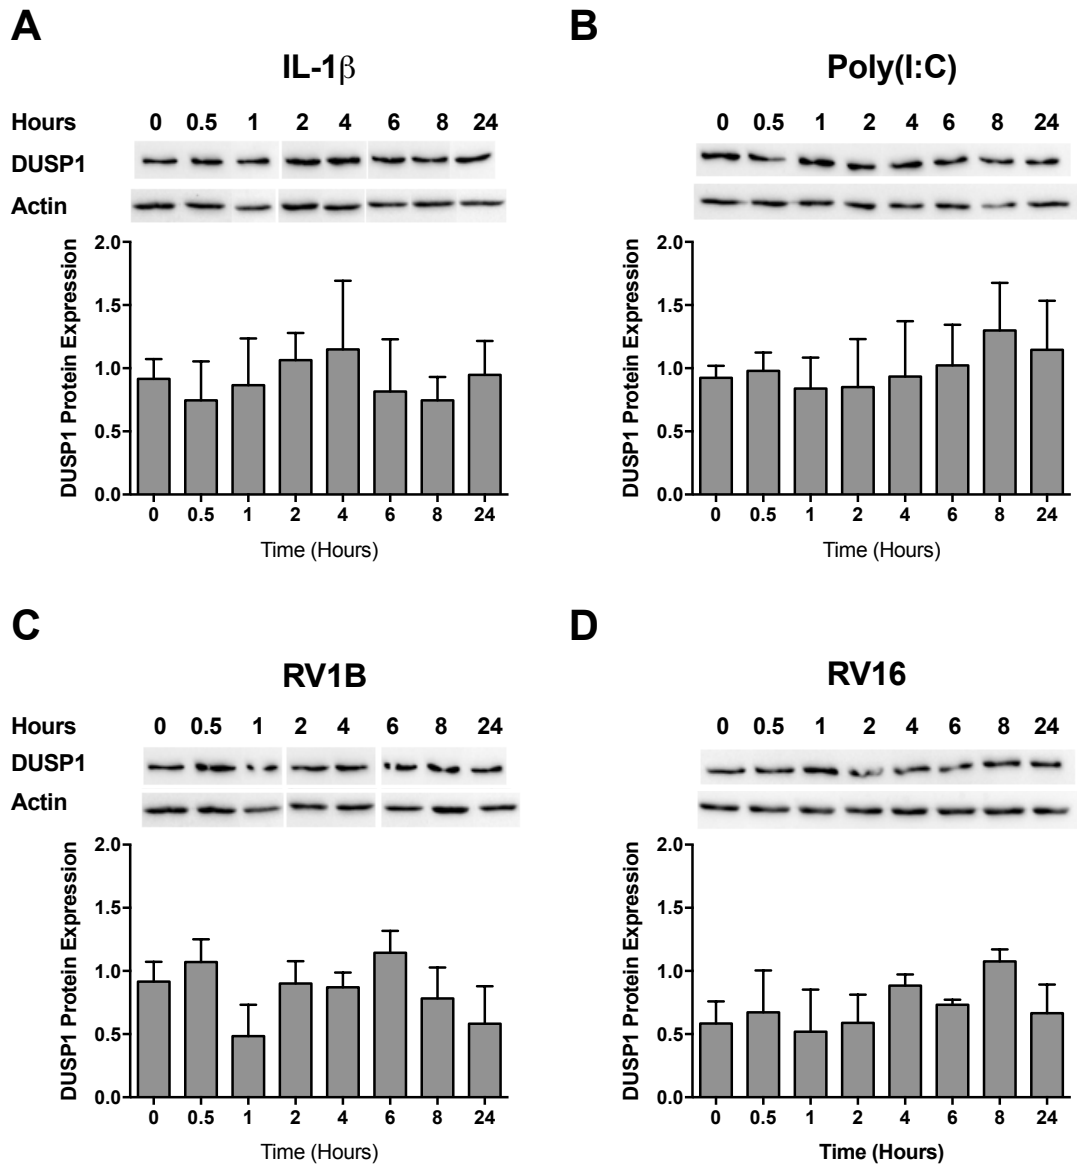 A
IL-1β
Hours 0 0.5 1 2 4 6 8 24
DUSP1
Actin
DUSP1 Protein Expression
2.0
1.5
1.0
0.5
0.0
0 0.5 1 2 4 6 8 24
Time (Hours)
B
Poly(I:C)
0 0.5 1 2 4 6 8 24
DUSP1 Protein Expression
2.0
1.5
1.0
0.5
0.0
0 0.5 1 2 4 6 8 24
Time (Hours)
C
RV1B
Hours 0 0.5 1 2 4 6 8 24
DUSP1
Actin
DUSP1 Protein Expression
2.0
1.5
1.0
0.5
0.0
0 0.5 1 2 4 6 8 24
Time (Hours)
D
RV16
0 0.5 1 2 4 6 8 24
DUSP1 Protein Expression
2.0
1.5
1.0
0.5
0.0
0 0.5 1 2 4 6 8 24
Time (Hours)